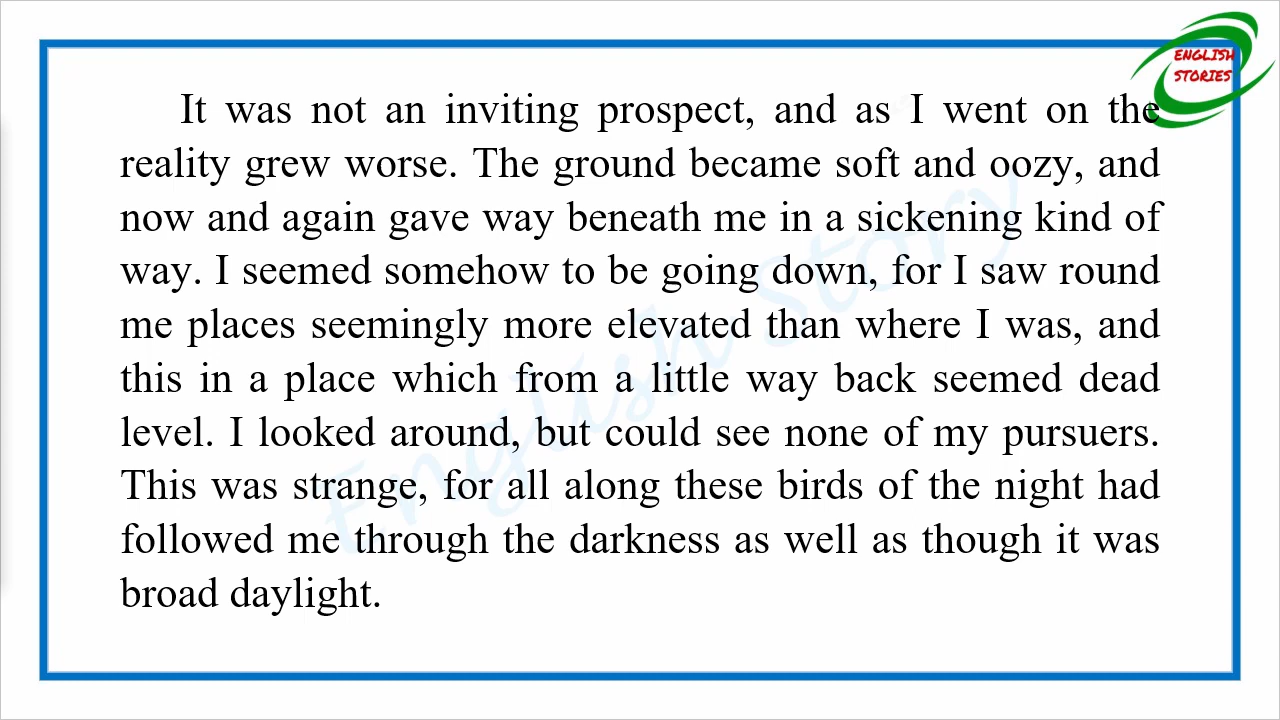 ENGLISH
STORIES
It was not an inviting prospect, and as I went on the
reality grew worse. The ground became soft and oozy, and
now and again gave way beneath me in a sickening kind of
way. I seemed somehow to be going down, for I saw round
me places seemingly more elevated than where I was, and
this in a place which from a little way back seemed dead
level. I looked around, but could see none of my pursuers.
This was strange, for all along these birds of the night had
followed me through the darkness as well as though it was
broad daylight.
English Story